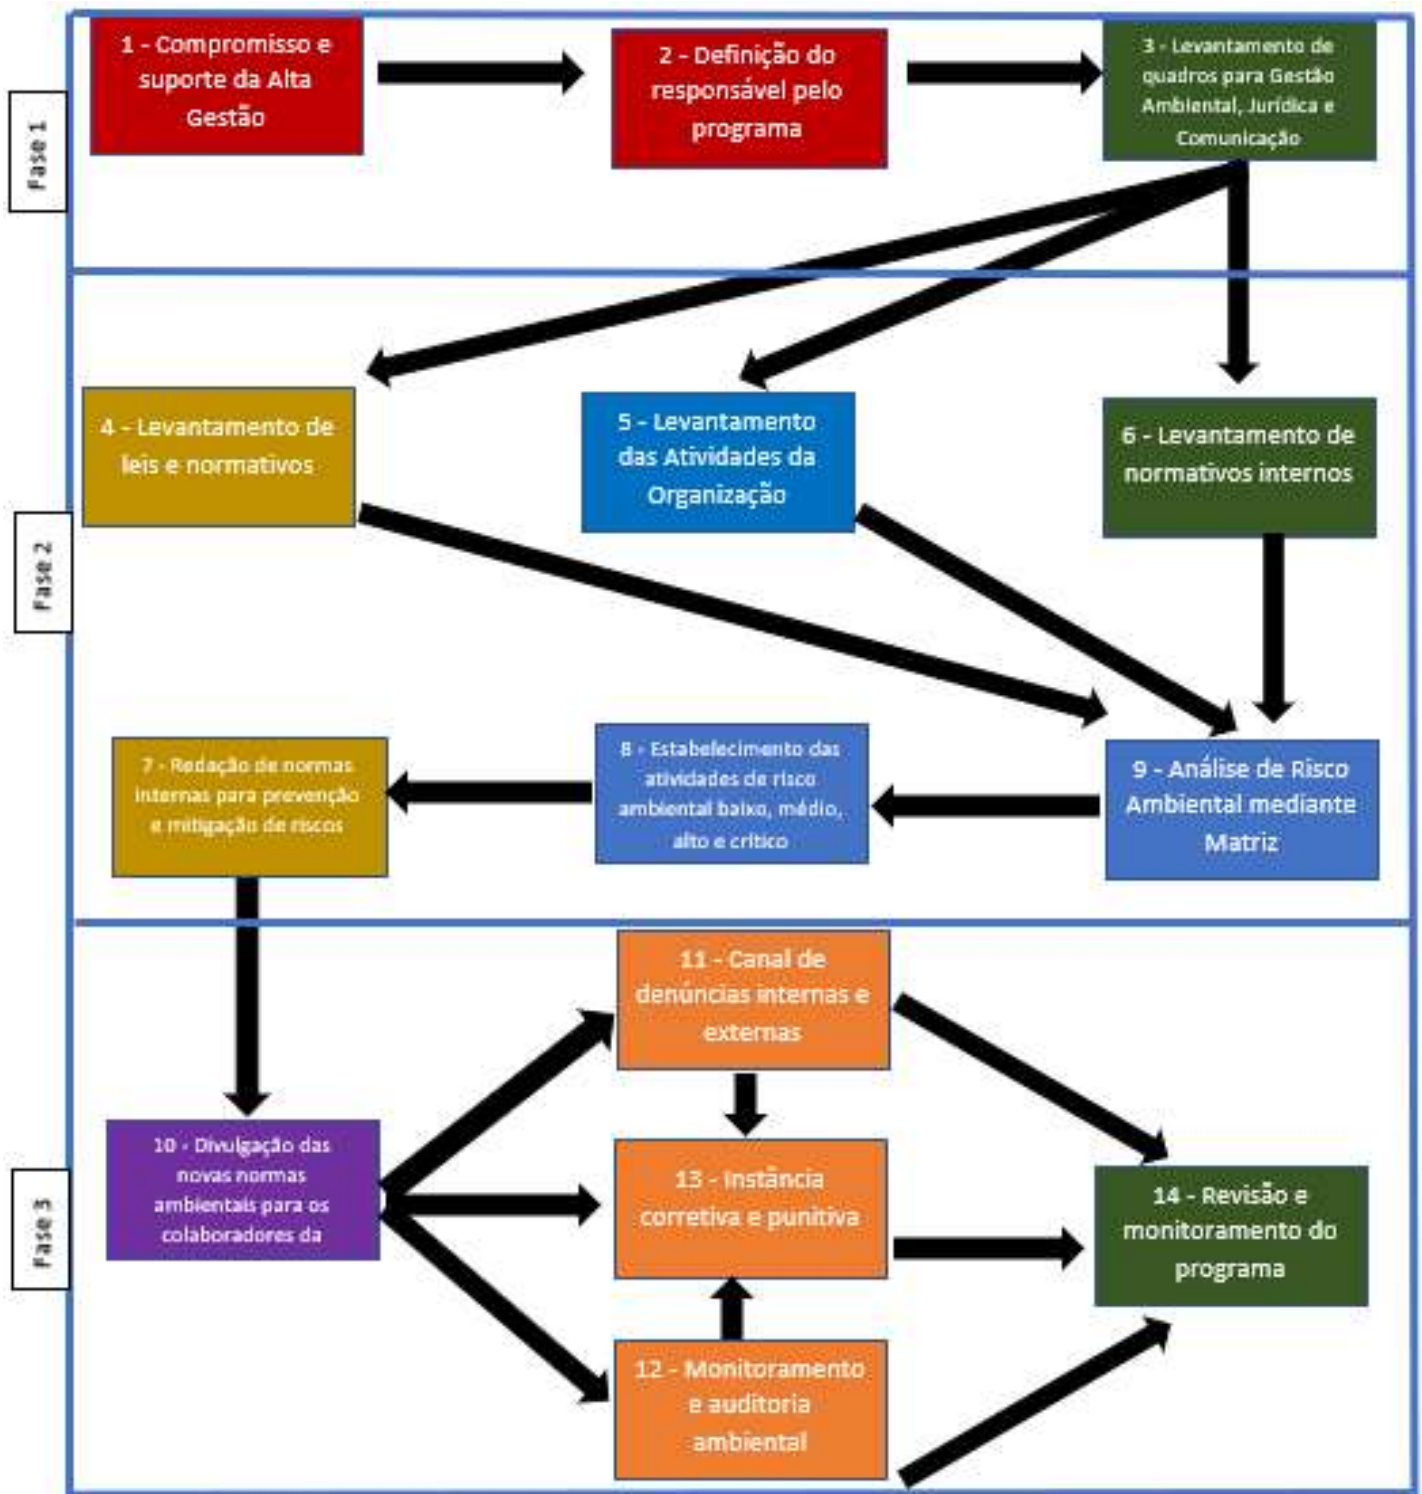 Fase 1
1 - Compromisso e
suporte da Alta
Gestão
2 - Definição do
responsável pelo
programa
3 - Levantamento de
quadros para Gestão
Ambiental, Jurídica e
Comunicação
Fase 2
4 - Levantamento de
leis e normativos
5 - Levantamento
das Atividades da
Organização
6 - Levantamento de
normativos internos
7 - Redação de normas
internas para prevenção
e mitigação de riscos
8 - Estabelecimento das
atividades de risco
ambiental baixo, médio,
alto e crítico
9 - Análise de Risco
Ambiental mediante
Matriz
Fase 3
10 - Divulgação das
novas normas
ambientais para os
colaboradores da
11 - Canal de
denúncias internas e
externas
13 - Instância
corretiva e punitiva
12 - Monitoramento
e auditoria
ambiental
14 - Revisão e
monitoramento do
programa